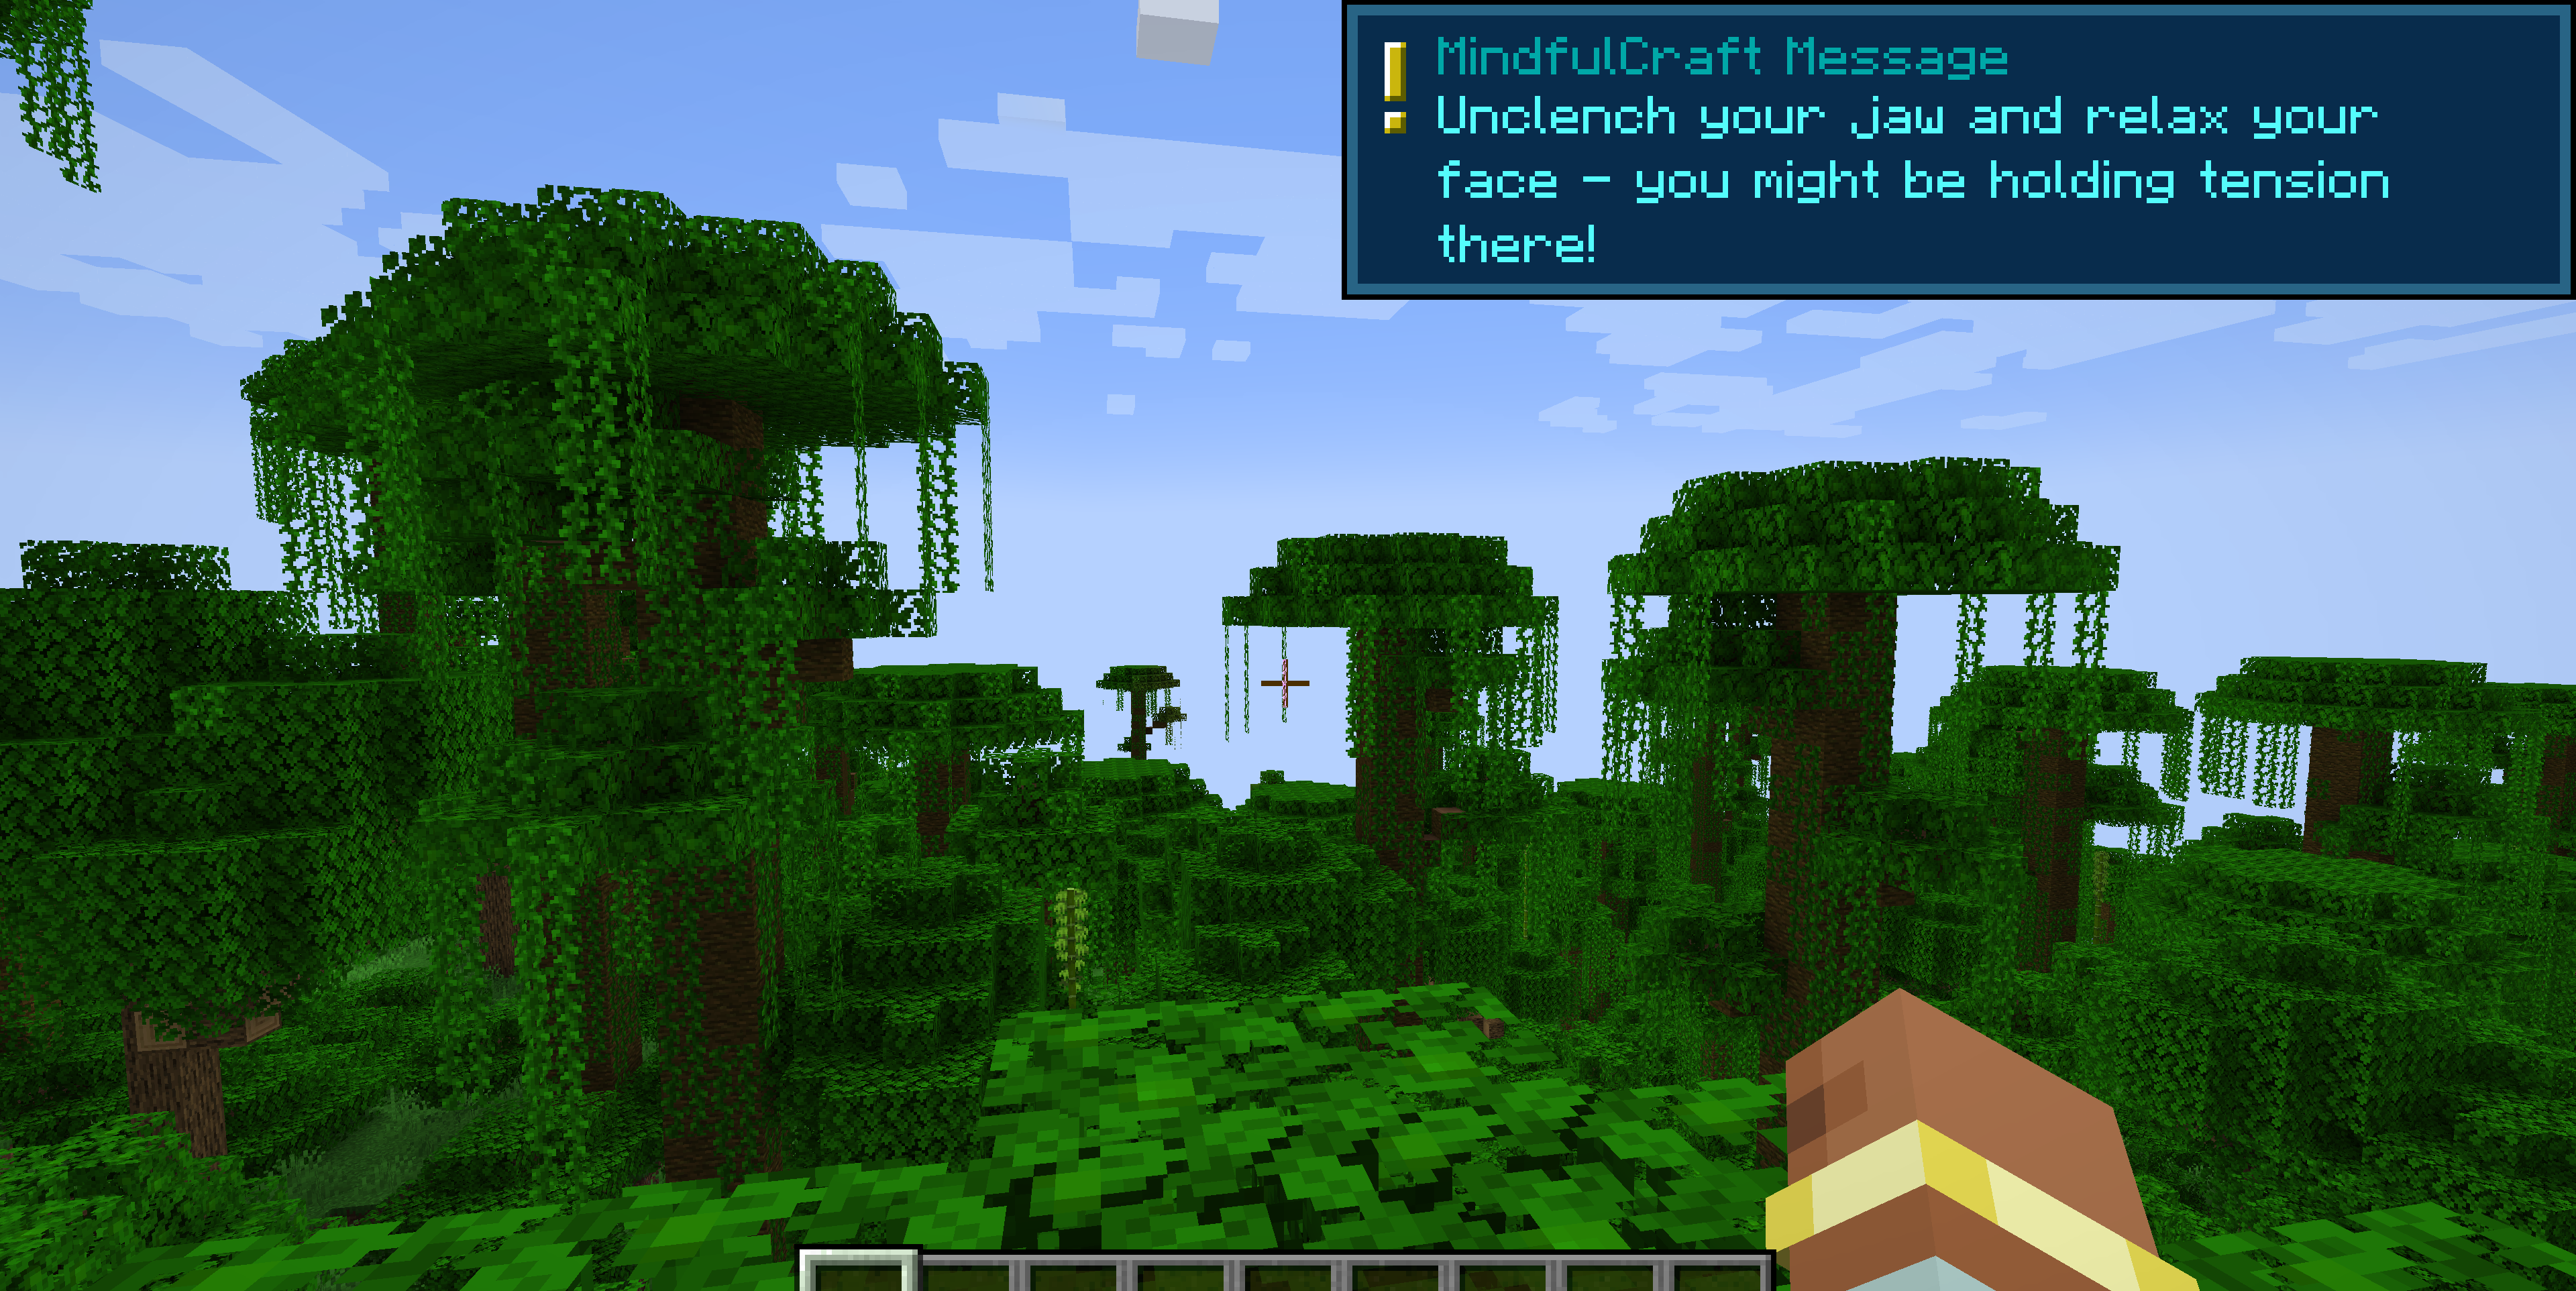 MindfulCraft Message
Unclench your jaw and relax your
face - you might be holding tension
there!